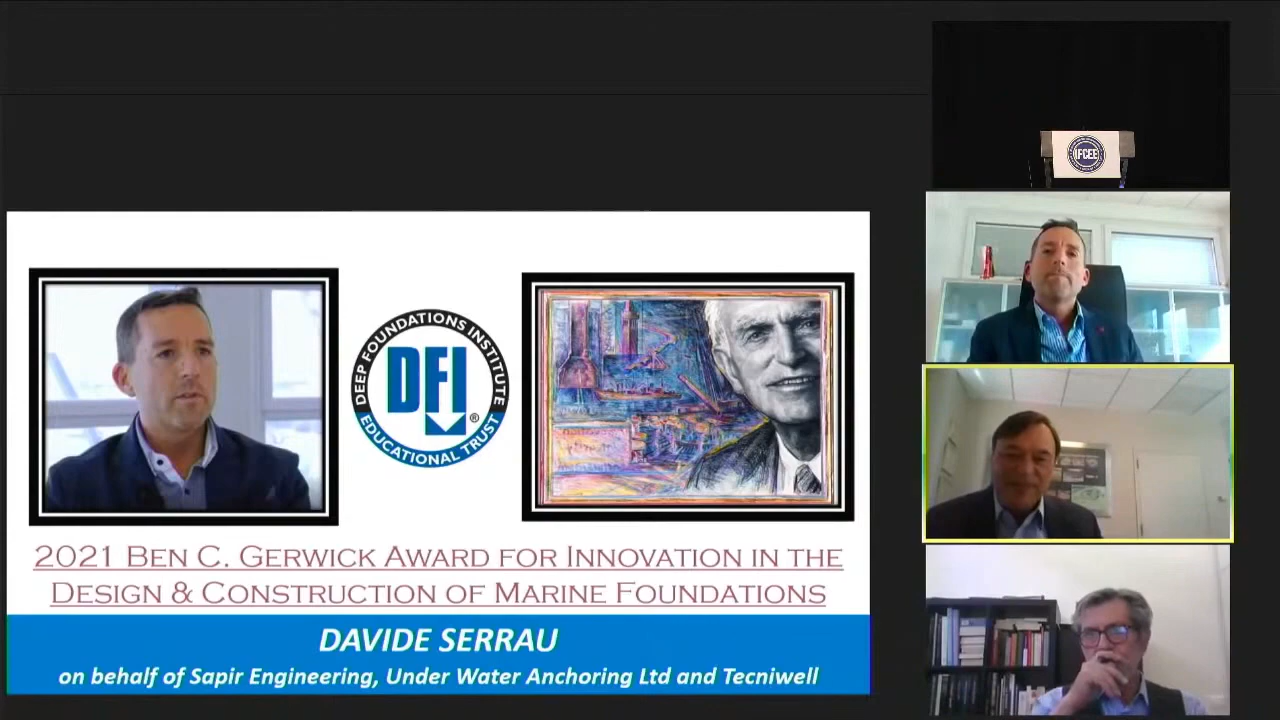 DEEP FOUNDATIONS INSTITUTE
DFI
®
EDUCATIONAL TRUST
2021 BEN C. GERWICK AWARD FOR INNOVATION IN THE
DESIGN & CONSTRUCTION OF MARINE FOUNDATIONS
DAVIDE SERRAU
on behalf of Sapir Engineering, Under Water Anchoring Ltd and Tecniwell
IFCEE